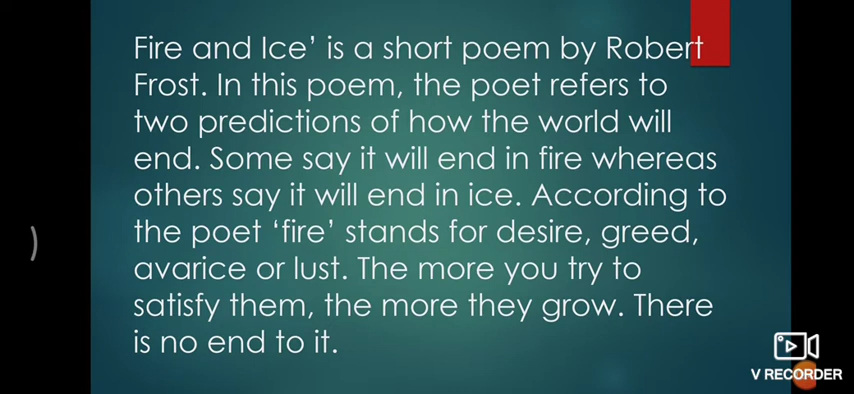 Fire and Ice’ is a short poem by Robert
Frost. In this poem, the poet refers to
two predictions of how the world will
end. Some say it will end in fire whereas
others say it will end in ice. According to
the poet ‘fire’ stands for desire, greed,
avarice or lust. The more you try to
satisfy them, the more they grow. There
is no end to it.
V RECORDER